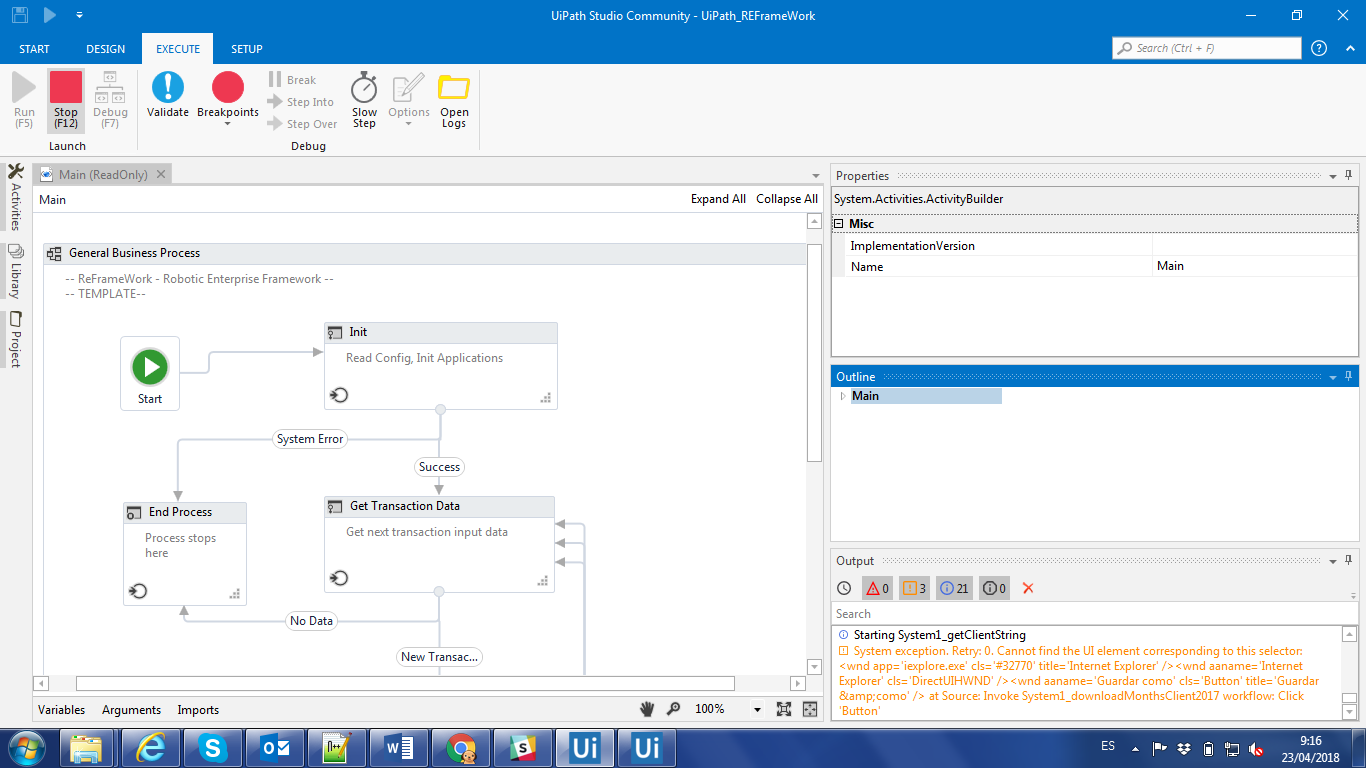 UiPath Studio Community - UiPath_REFrameWork
START DESIGN EXECUTE SETUP
Search (Ctrl + F)
Run (F5)
Stop (F12)
Debug (F7)
Validate
Breakpoints
Break
Step Into
Step Over
Slow Step
Options
Open Logs
Launch
Debug
Activities
Library
Project
Main (ReadOnly)
Main
Expand All Collapse All
General Business Process
-- ReFrameWork - Robotic Enterprise Framework --
-- TEMPLATE--
Start
Init
Read Config, Init Applications
System Error
Success
End Process
Process stops
here
Get Transaction Data
Get next transaction input data
No Data
New Transac...
Variables Arguments Imports
100%
Properties
System.Activities.ActivityBuilder
Misc
ImplementationVersion
Name Main
Outline
Main
Output
0 3 21 0
Search
Starting System1_getClientString
System exception. Retry: 0. Cannot find the UI element corresponding to this selector:
<wnd app='iexplore.exe' cls='#32770' title='Internet Explorer' /><wnd aaname='Internet
Explorer' cls='DirectUIHWND' /><wnd aaname='Guardar como' cls='Button' title='Guardar
&amp;como' /> at Source: Invoke System1_downloadMonthsClient2017 workflow: Click
'Button'
ES
9:16
23/04/2018